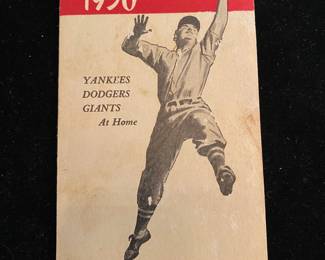 1950
YANKEES
DODGERS
GIANTS
At Home